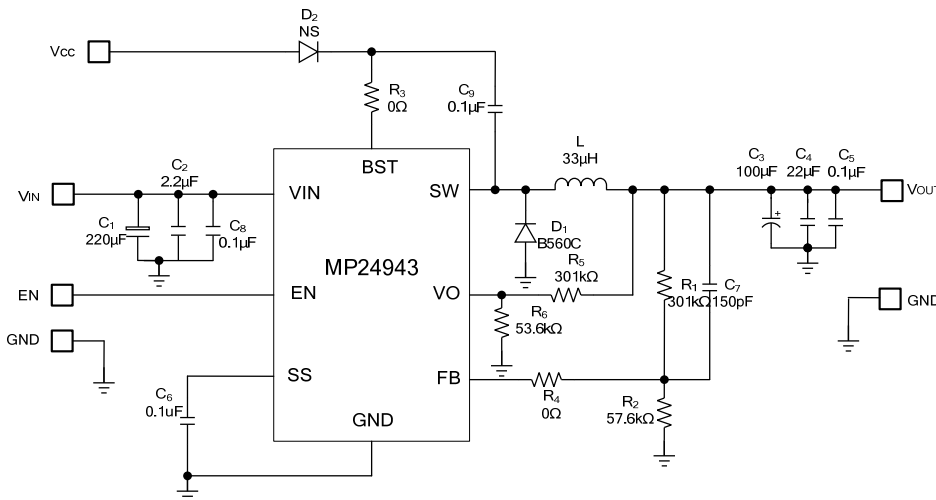 D2
NS
Vcc
R3
0Ω
C9
0.1µF
L
33µH
C2
2.2µF
BST
C3
100µF
C4
22µF
C5
0.1µF
VIN
VIN
SW
VOUT
C1
220µF
C8
0.1µF
D1
B560C
MP24943
R5
301kΩ
EN
EN
VO
R1
301kΩ
C7
150pF
GND
R6
53.6kΩ
GND
SS
FB
C6
0.1uF
R4
0Ω
R2
57.6kΩ
GND